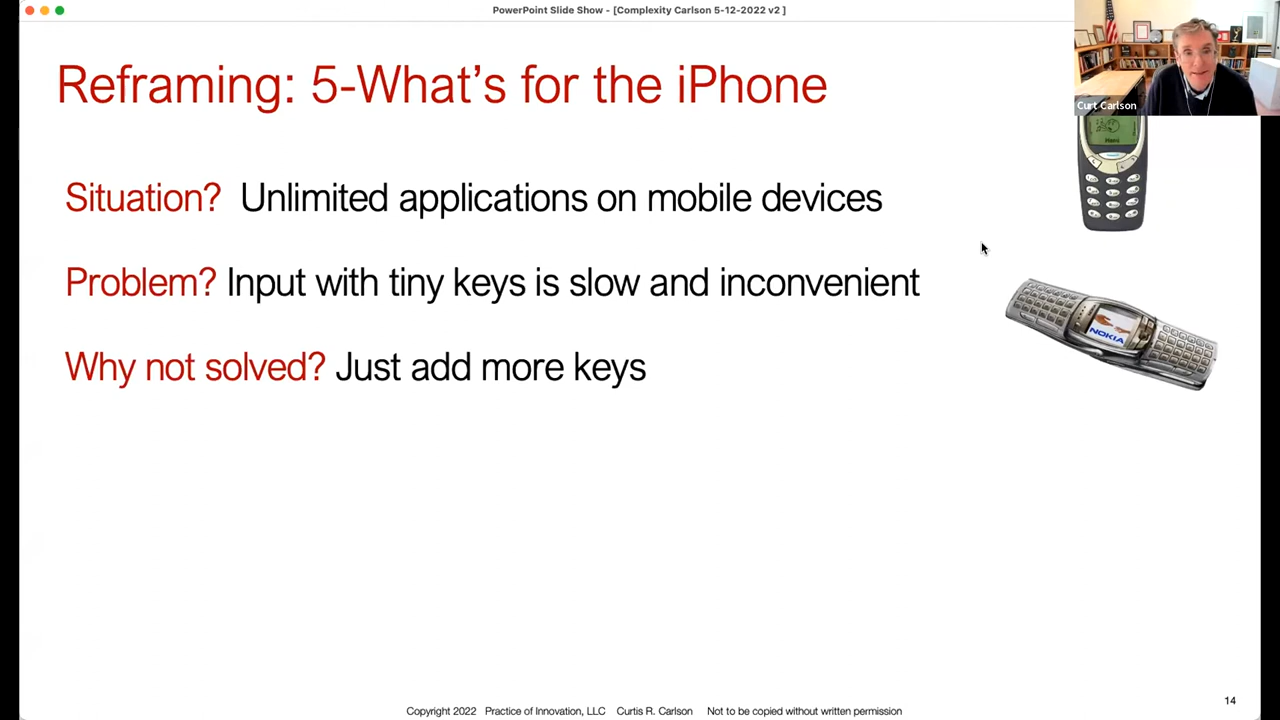 PowerPoint Slide Show - [Complexity Carlson 5-12-2022 v2 ]
Curt Carlson
Reframing: 5-What's for the iPhone
Situation? Unlimited applications on mobile devices
Problem? Input with tiny keys is slow and inconvenient
NOKIA
Why not solved? Just add more keys
14
Copyright 2022 Practice of Innovation, LLC Curtis R. Carlson Not to be copied without written permission